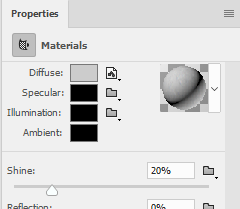 Properties
Materials
Diffuse:
Specular:
Illumination:
Ambient:
Shine: 20%
Reflection: 0%